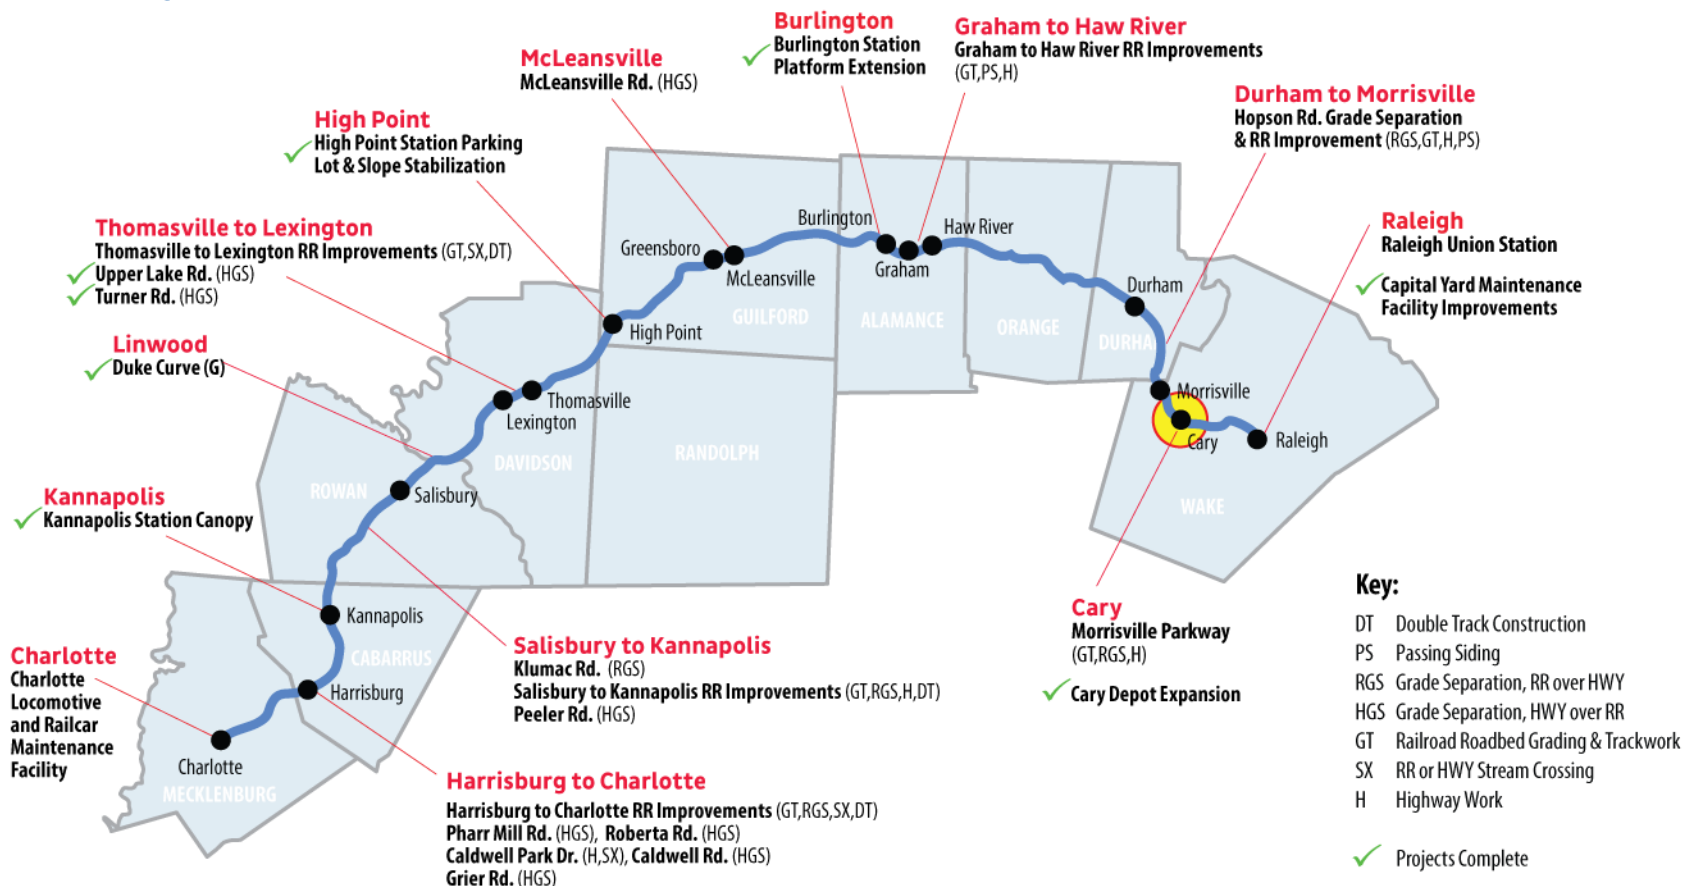 Burlington
Burlington Station
Platform Extension
Graham to Haw River
Graham to Haw River RR Improvements
(GT,PS,H)
McLeansville
McLeansville Rd. (HGS)
Durham to Morrisville
Hopson Rd. Grade Separation
& RR Improvement (RGS,GT,H,PS)
High Point
High Point Station Parking
Lot & Slope Stabilization
Thomasville to Lexington
Thomasville to Lexington RR Improvements (GT,SX,DT)
Upper Lake Rd. (HGS)
Turner Rd. (HGS)
Raleigh
Raleigh Union Station
Capital Yard Maintenance
Facility Improvements
Linwood
Duke Curve (G)
Kannapolis
Kannapolis Station Canopy
Charlotte
Charlotte
Locomotive
and Railcar
Maintenance
Facility
Salisbury to Kannapolis
Klumac Rd. (RGS)
Salisbury to Kannapolis RR Improvements (GT,RGS,H,DT)
Peeler Rd. (HGS)
Harrisburg to Charlotte
Harrisburg to Charlotte RR Improvements (GT,RGS,SX,DT)
Pharr Mill Rd. (HGS), Roberta Rd. (HGS)
Caldwell Park Dr. (H,SX), Caldwell Rd. (HGS)
Grier Rd. (HGS)
Cary
Morrisville Parkway
(GT,RGS,H)
Cary Depot Expansion
Burlington
Haw River
Greensboro
McLeansville
Graham
Durham
High Point
GUILFORD
ALAMANCE
ORANGE
DURHA
Thomasville
Lexington
Morrisville
Cary
Raleigh
DAVIDSON
RANDOLPH
ROWAN
Salisbury
WAKE
Kannapolis
CABARRUS
Harrisburg
Charlotte
MECKLENBURG
Key:
DT Double Track Construction
PS Passing Siding
RGS Grade Separation, RR over HWY
HGS Grade Separation, HWY over RR
GT Railroad Roadbed Grading & Trackwork
SX RR or HWY Stream Crossing
H Highway Work
Projects Complete